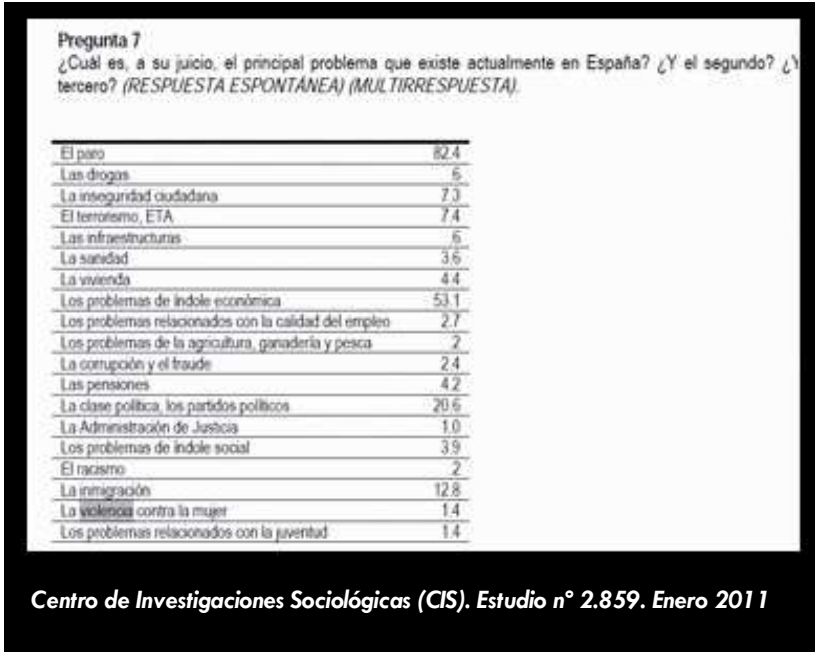 Pregunta 7
¿Cuál es, a su juicio, el principal problema que existe actualmente en España? ¿Y el segundo? ¿Y
tercero? (RESPUESTA ESPONTÁNEA) (MULTIRRESPUESTA).
El paro 82.4
Las drogas 6
La inseguridad ciudadana 7.3
El terrorismo, ETA 7.4
Las infraestructuras 6
La sanidad 3.6
La vivienda 4.4
Los problemas de índole económica 53.1
Los problemas relacionados con la calidad del empleo 2.7
Los problemas de la agricultura, ganadería y pesca 2
La corrupción y el fraude 2.4
Las pensiones 4.2
La clase política, los partidos políticos 20.6
La Administración de Justicia 1.0
Los problemas de índole social 3.9
El racismo 2
La inmigración 12.8
La violencia contra la mujer 1.4
Los problemas relacionados con la juventud 1.4
Centro de Investigaciones Sociológicas (CIS). Estudio nº 2.859. Enero 2011